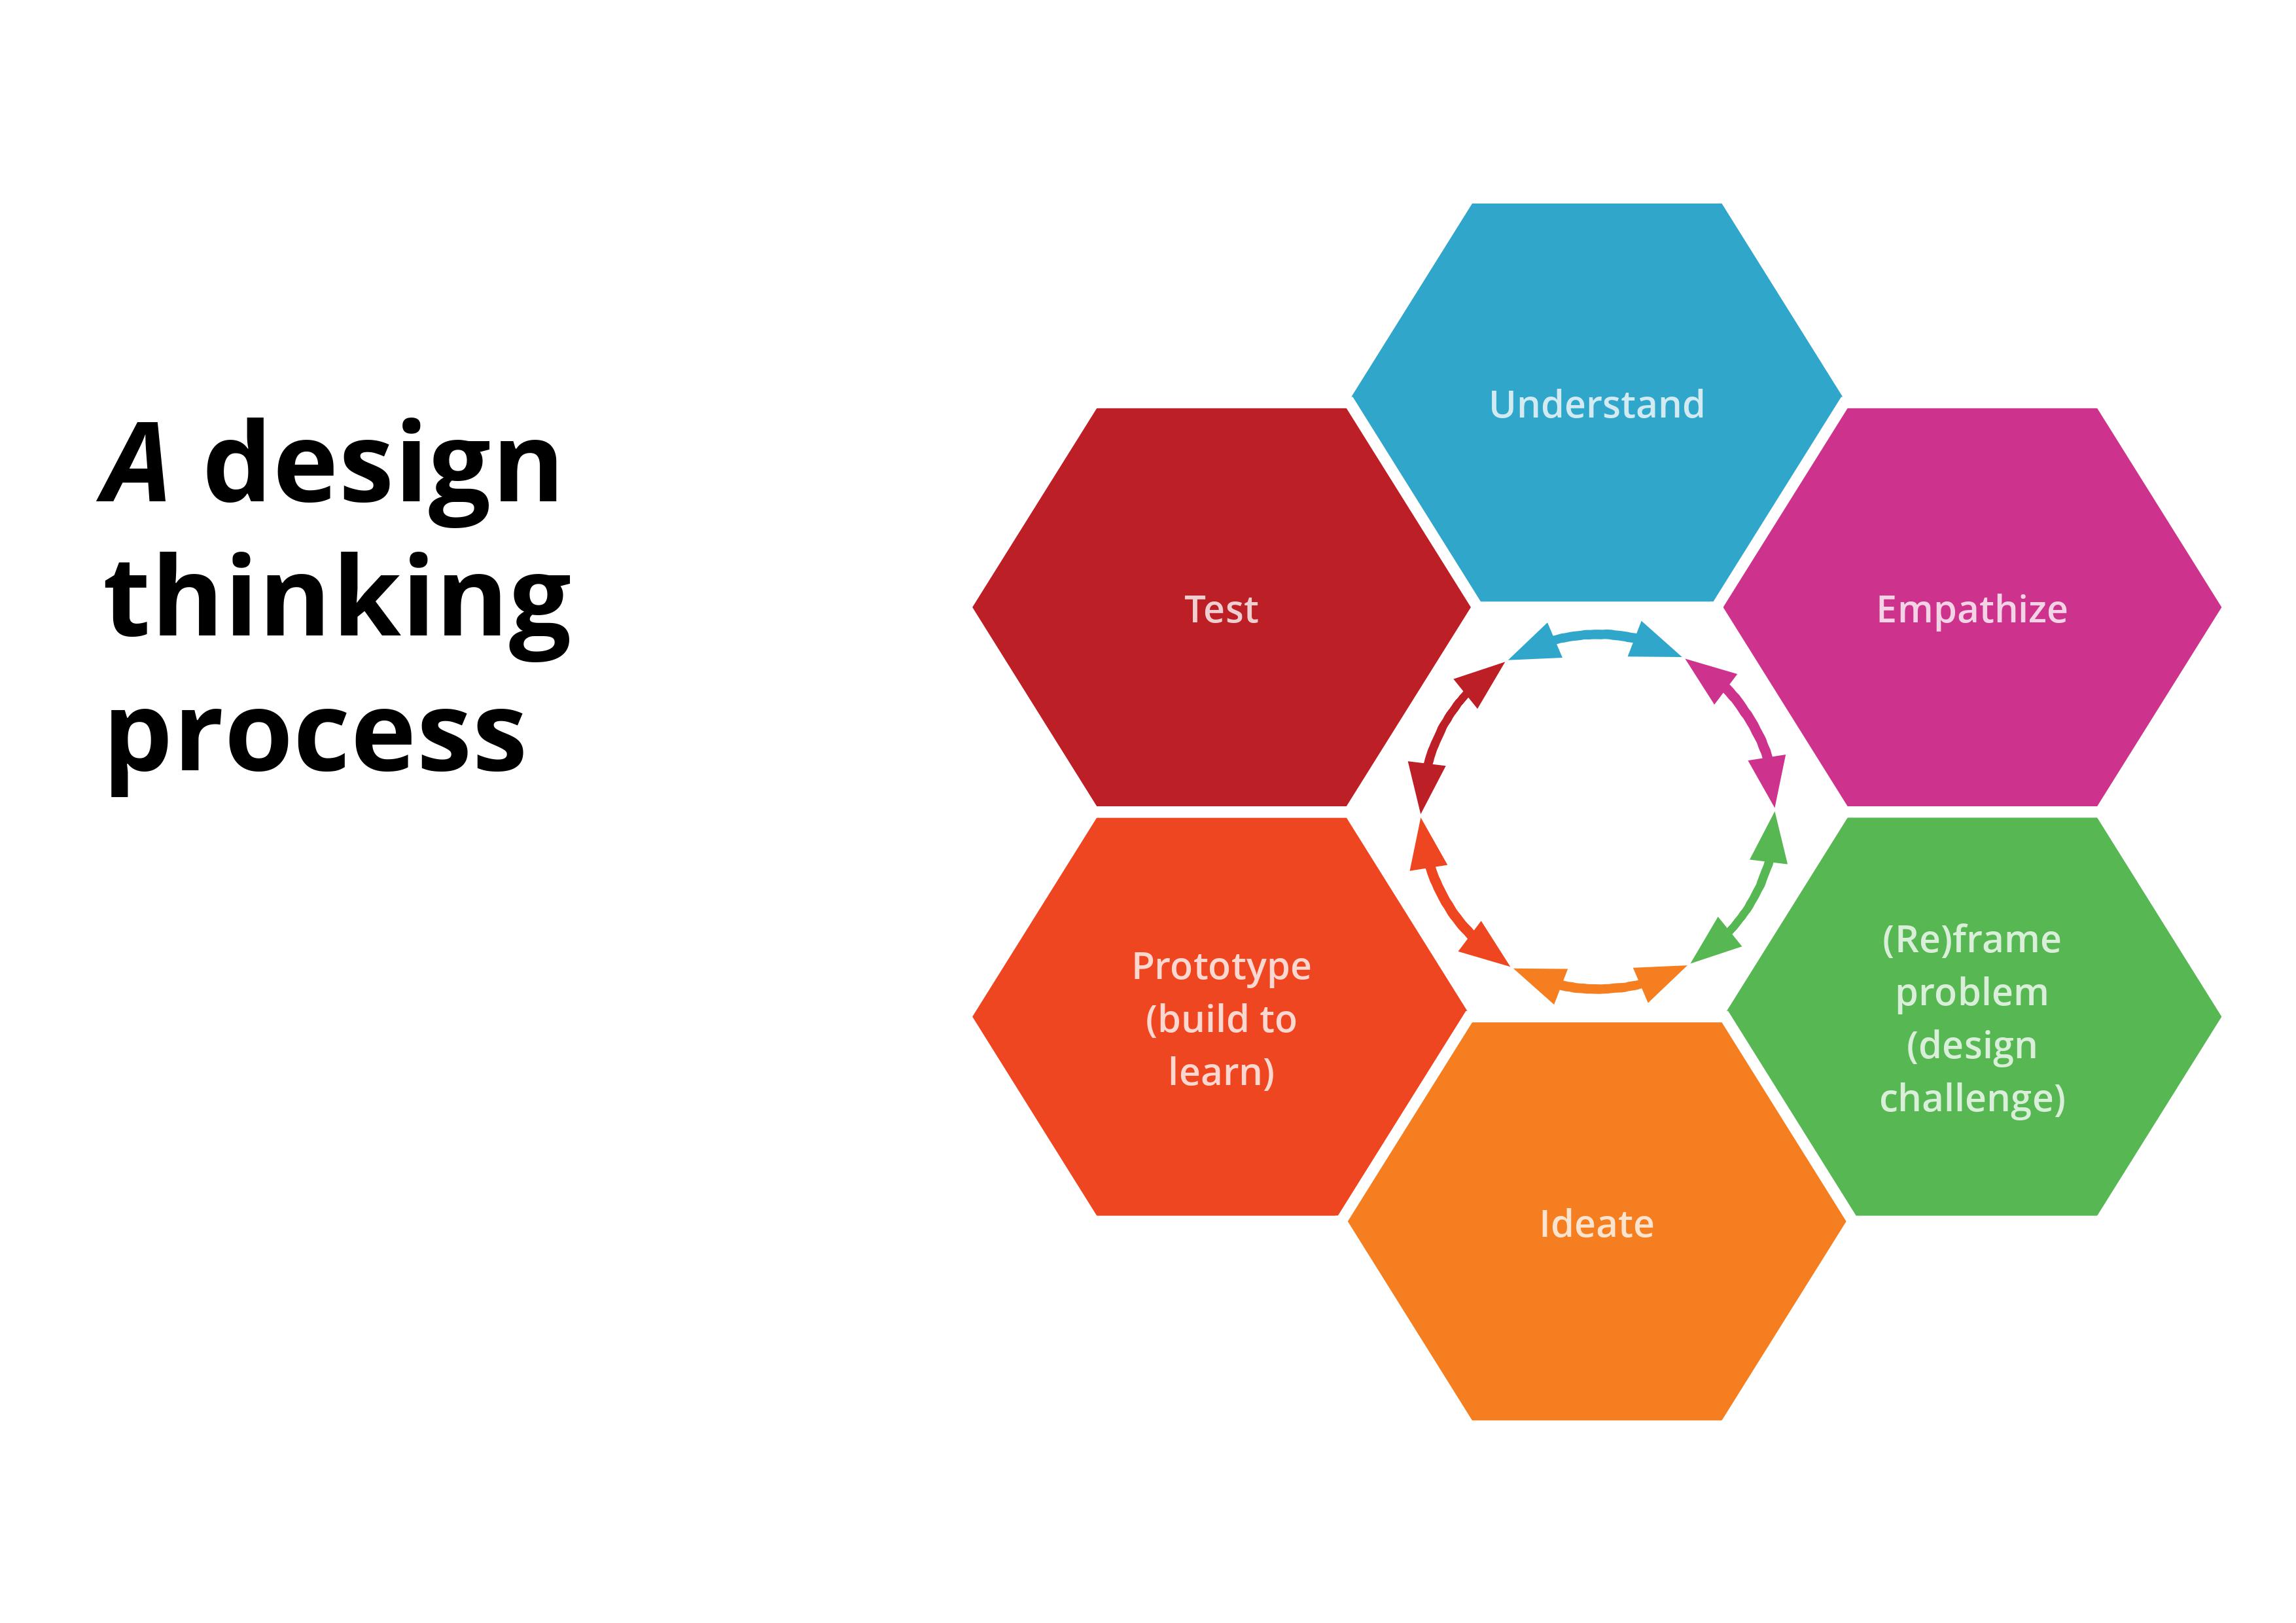 A design
thinking
process
Understand
Empathize
(Re)frame
problem
(design
challenge)
Ideate
Prototype
(build to
learn)
Test